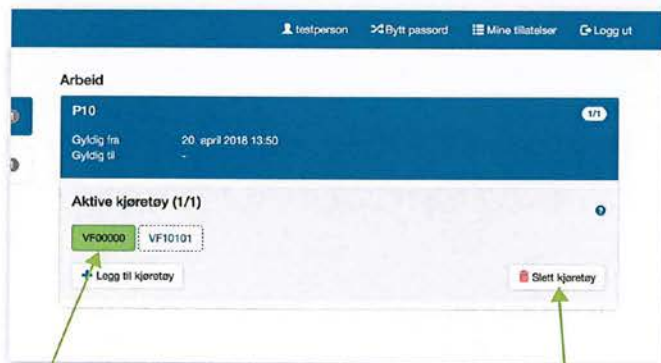 testperson Bytt passord Mine tillatelser Logg ut
Arbeid
P10 1/1
Gyldig fra 20. april 2018 13:50
Gyldig til -
Aktive kjøretøy (1/1)
VF00000 VF10101
Legg til kjøretøy Slett kjøretøy